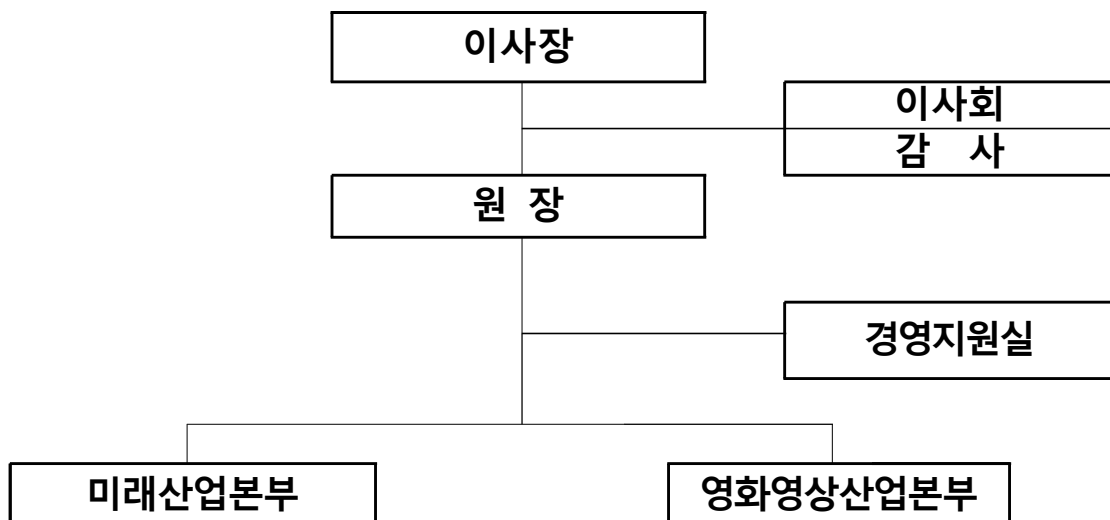 이사장
이사회
감 사
원 장
경영지원실
미래산업본부
영화영상산업본부